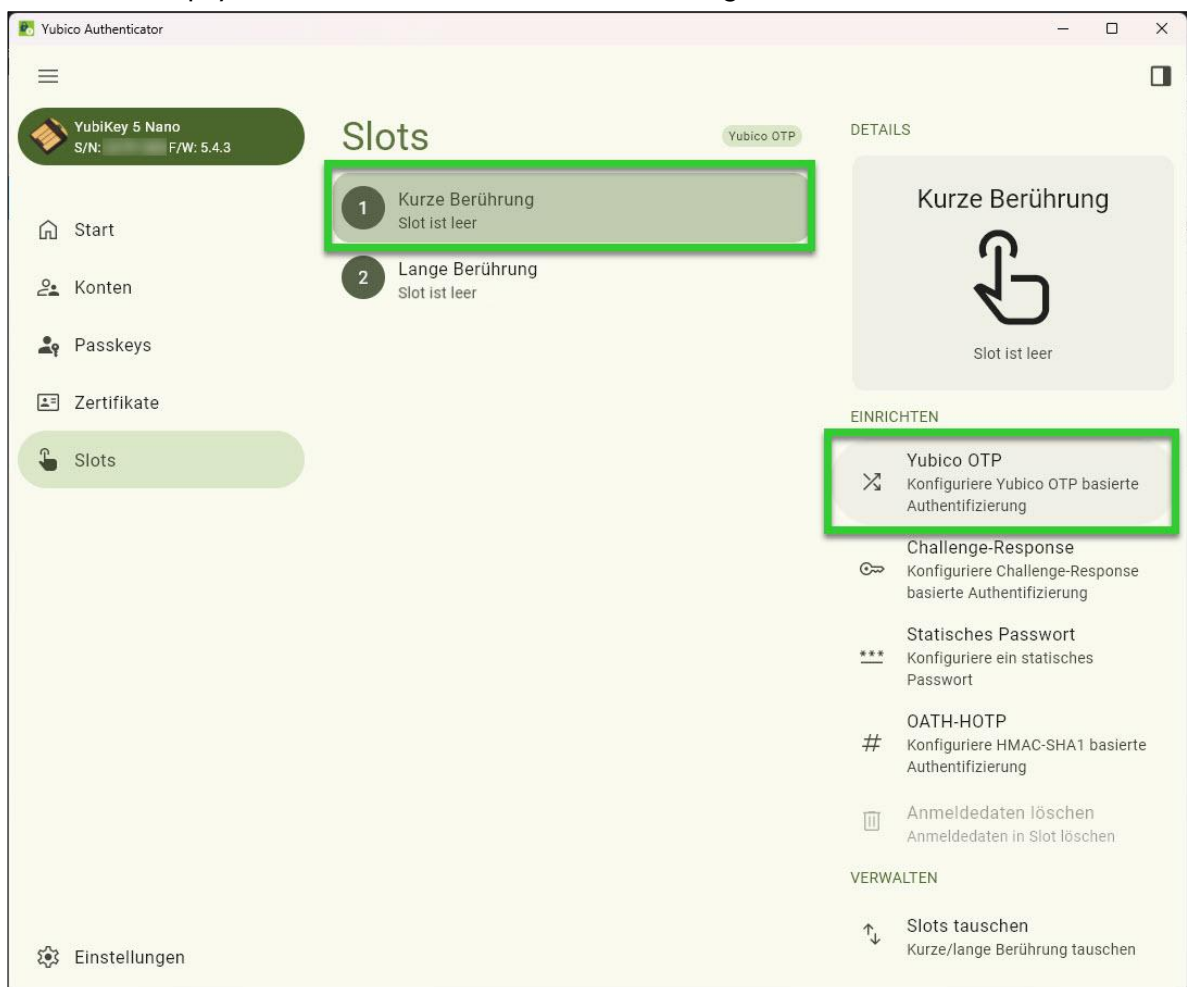 Yubico Authenticator
YubiKey 5 Nano
S/N: F/W: 5.4.3
Start
Konten
Passkeys
Zertifikate
Slots
Einstellungen
Slots
Yubico OTP
1
Kurze Berührung
Slot ist leer
2
Lange Berührung
Slot ist leer
DETAILS
Kurze Berührung
Slot ist leer
EINRICHTEN
Yubico OTP
Konfiguriere Yubico OTP basierte
Authentifizierung
Challenge-Response
Konfiguriere Challenge-Response
basierte Authentifizierung
***
Statisches Passwort
Konfiguriere ein statisches
Passwort
#
OATH-HOTP
Konfiguriere HMAC-SHA1 basierte
Authentifizierung
Anmeldedaten löschen
Anmeldedaten in Slot löschen
VERWALTEN
Slots tauschen
Kurze/lange Berührung tauschen